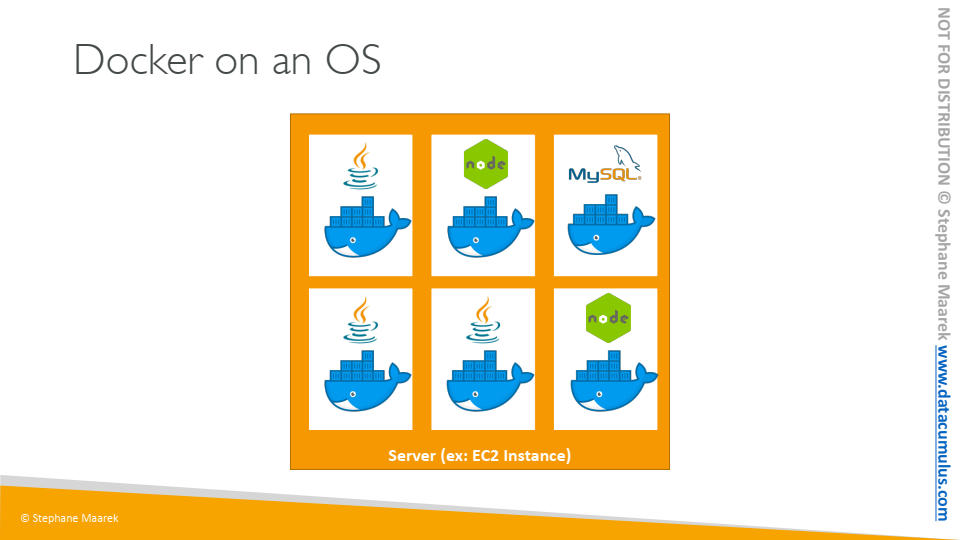 Docker on an OS
node
MySQL®
node
Server (ex: EC2 Instance)
© Stephane Maarek
NOT FOR DISTRIBUTION © Stephane Maarek www.datacumulus.com